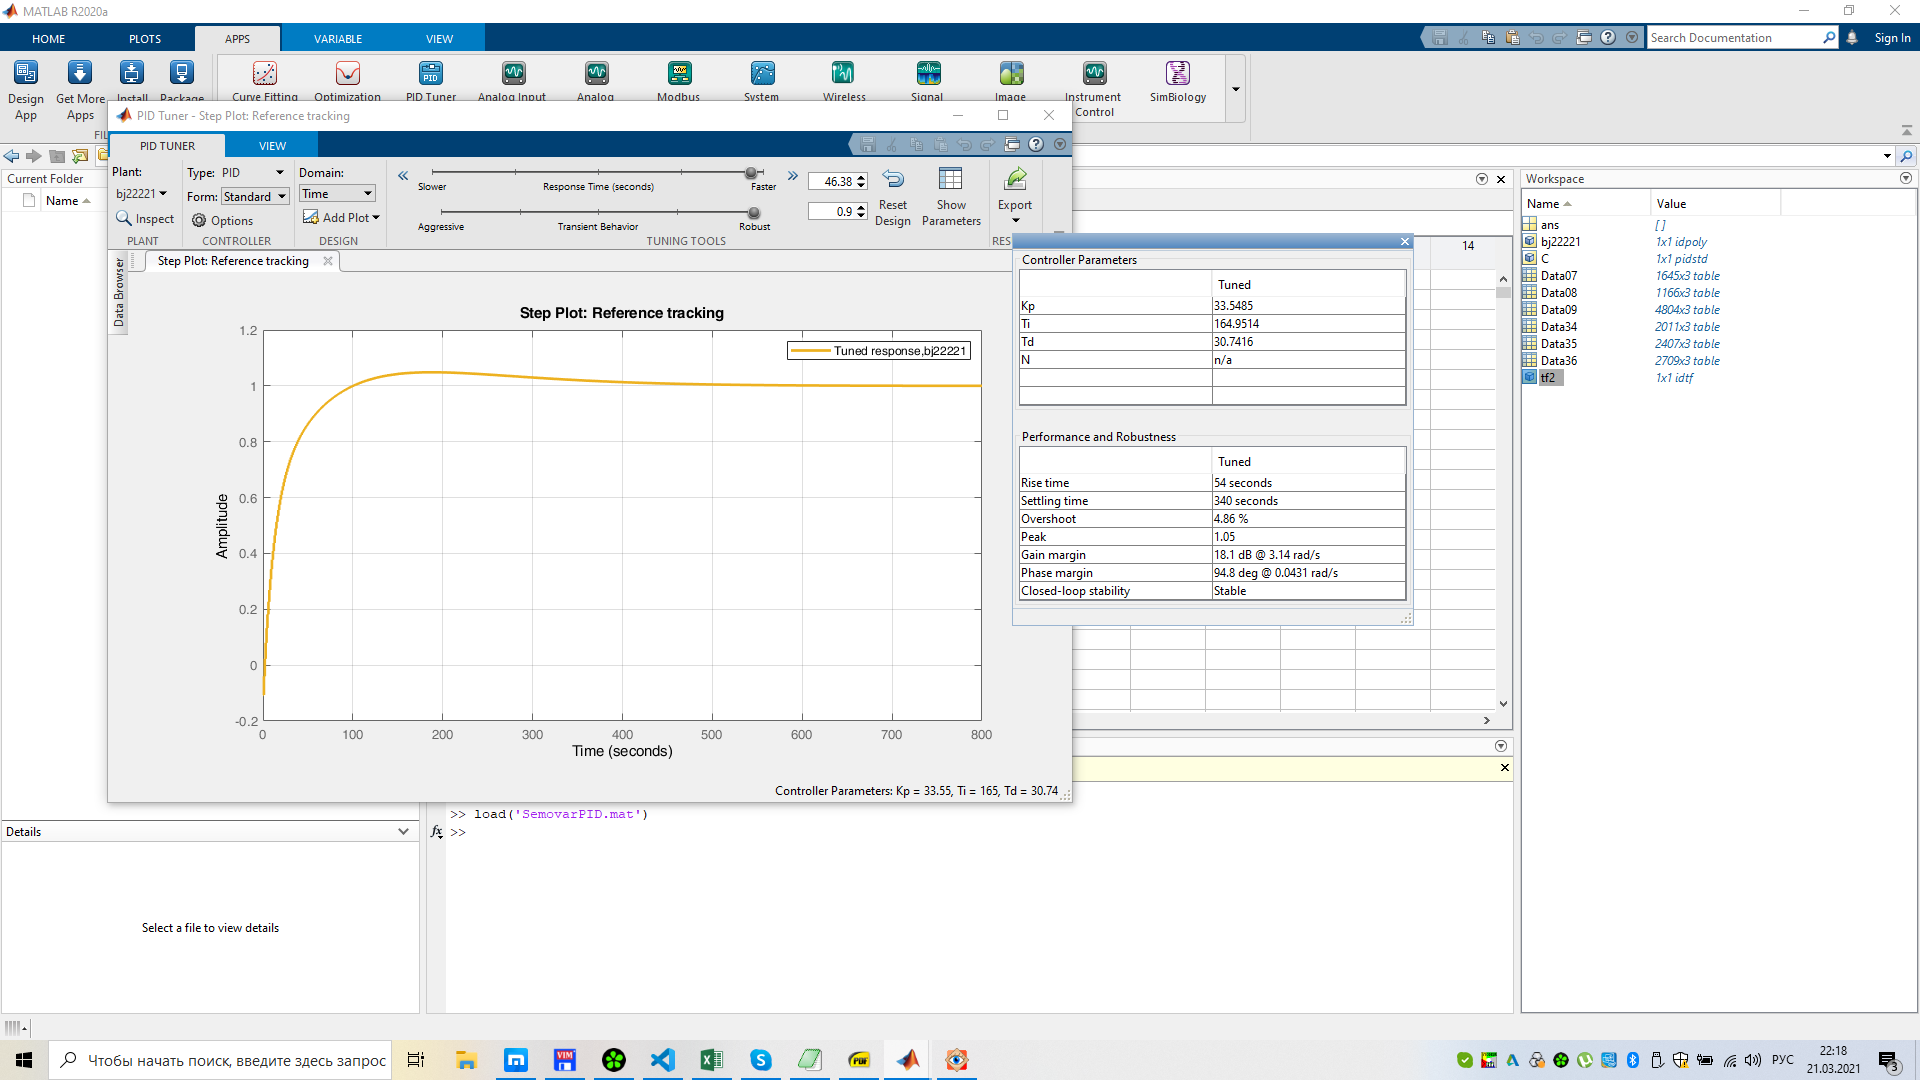 MATLAB R2020a
HOME PLOTS APPS VARIABLE VIEW
Search Documentation
Sign In
Design App
Get More Apps
Install
Package
Curve Fitting
Optimization
PID Tuner
Analog Input
Analog
Modbus
System
Wireless
Signal
Image
Instrument Control
SimBiology
FIL
PID Tuner - Step Plot: Reference tracking
PID TUNER VIEW
Plant:
bj22221
Inspect
PLANT
Type: PID
Form: Standard
Options
CONTROLLER
Domain:
Time
Add Plot
DESIGN
Slower Response Time (seconds) Faster
46.38
Aggressive Transient Behavior Robust
0.9
TUNING TOOLS
Reset Design
Show Parameters
Export
RES
Current Folder
Name
Data Browser
Step Plot: Reference tracking
Step Plot: Reference tracking
Tuned response,bj22221
Amplitude
1.2
1
0.8
0.6
0.4
0.2
0
-0.2
0 100 200 300 400 500 600 700 800
Time (seconds)
Controller Parameters: Kp = 33.55, Ti = 165, Td = 30.74
14
Controller Parameters
Tuned
Kp 33.5485
Ti 164.9514
Td 30.7416
N n/a
Performance and Robustness
Tuned
Rise time 54 seconds
Settling time 340 seconds
Overshoot 4.86 %
Peak 1.05
Gain margin 18.1 dB @ 3.14 rad/s
Phase margin 94.8 deg @ 0.0431 rad/s
Closed-loop stability Stable
Workspace
Name Value
ans []
bj22221 1x1 idpoly
C 1x1 pidstd
Data07 1645x3 table
Data08 1166x3 table
Data09 4804x3 table
Data34 2011x3 table
Data35 2407x3 table
Data36 2709x3 table
tf2 1x1 idtf
>> load('SemovarPID.mat')
fx >>
Details
Select a file to view details
Чтобы начать поиск, введите здесь запрос
VIM
PDF
РУС
22:18
21.03.2021
3